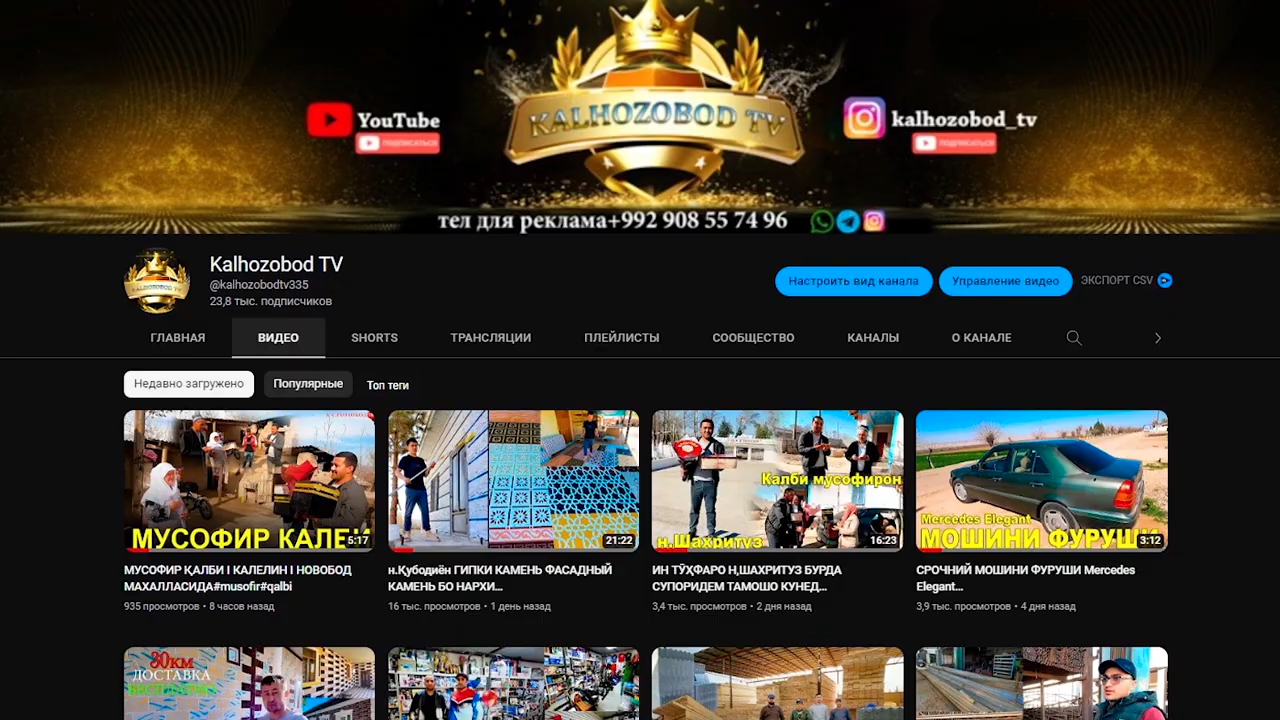 KALHOZOBOD TV
YouTube
ПОДПИСАТЬСЯ
kalhozobod_tv
ПОДПИСАТЬСЯ
тел для реклама+992 908 55 74 96
Kalhozobod TV
@kalhozobodtv335
23,8 тыс. подписчиков
Настроить вид канала
Управление видео
ЭКСПОРТ CSV
ГЛАВНАЯ
ВИДЕО
SHORTS
ТРАНСЛЯЦИИ
ПЛЕЙЛИСТЫ
СООБЩЕСТВО
КАНАЛЫ
О КАНАЛЕ
Недавно загружено
Популярные
Топ теги
МУСОФИР КАЛЕ
5:17
21:22
Калби мусофирон
н.Шахритуз
16:23
Mercedes Elegant
МОШИНИ ФУРУШ
3:12
МУСОФИР ҚАЛБИ I КАЛЕЛИН I НОВОБОД
МАХАЛЛАСИДА#musofir#qalbi
935 просмотров • 8 часов назад
н.Қубодиён ГИПКИ КАМЕНЬ ФАСАДНЫЙ
КАМЕНЬ БО НАРХИ...
16 тыс. просмотров • 1 день назад
ИН ТӮҲФАРО Н,ШАХРИТУЗ БУРДА
СУПОРИДЕМ ТАМОШО КУНЕД...
3,4 тыс. просмотров • 2 дня назад
СРОЧНИЙ МОШИНИ ФУРУШИ Mercedes
Elegant...
3,9 тыс. просмотров • 4 дня назад
30км
ДОСТАВКА
БЕСПЛАТНО